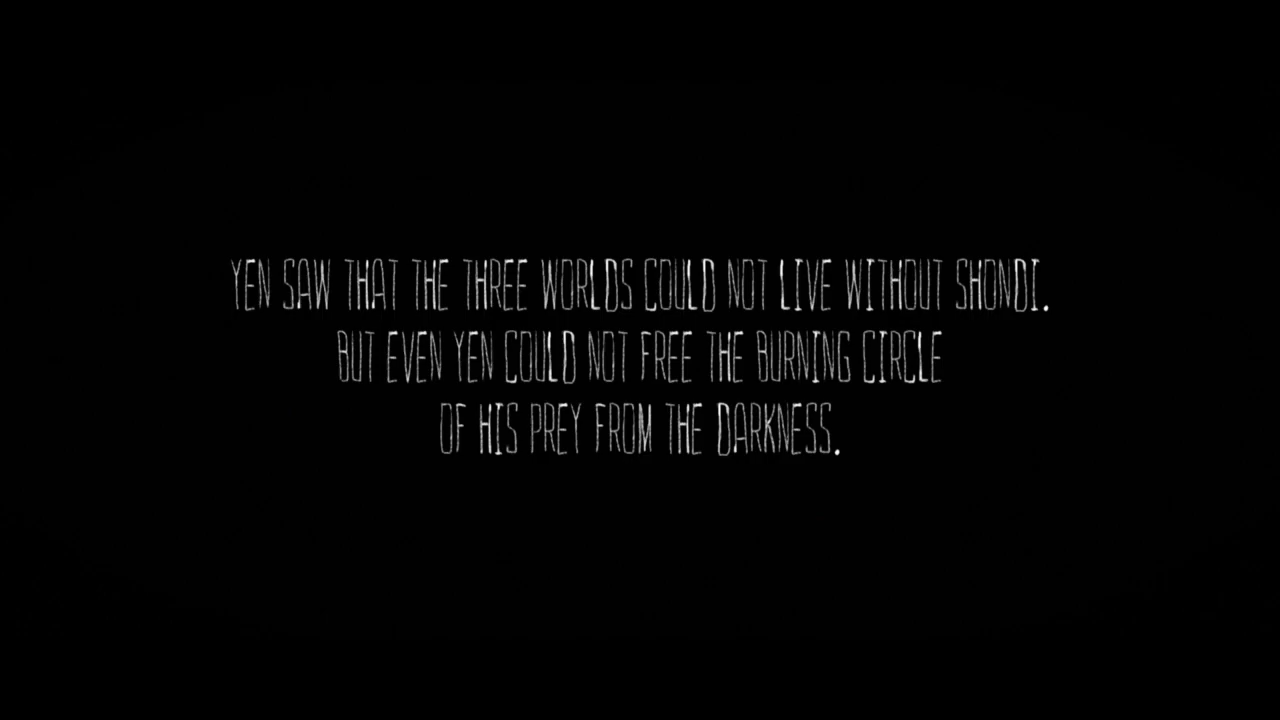 YEN SAW THAT THE THREE WORLDS COULD NOT LIVE WITHOUT SHONDI.
BUT EVEN YEN COULD NOT FREE THE BURNING CIRCLE
OF HIS PREY FROM THE DARKNESS.